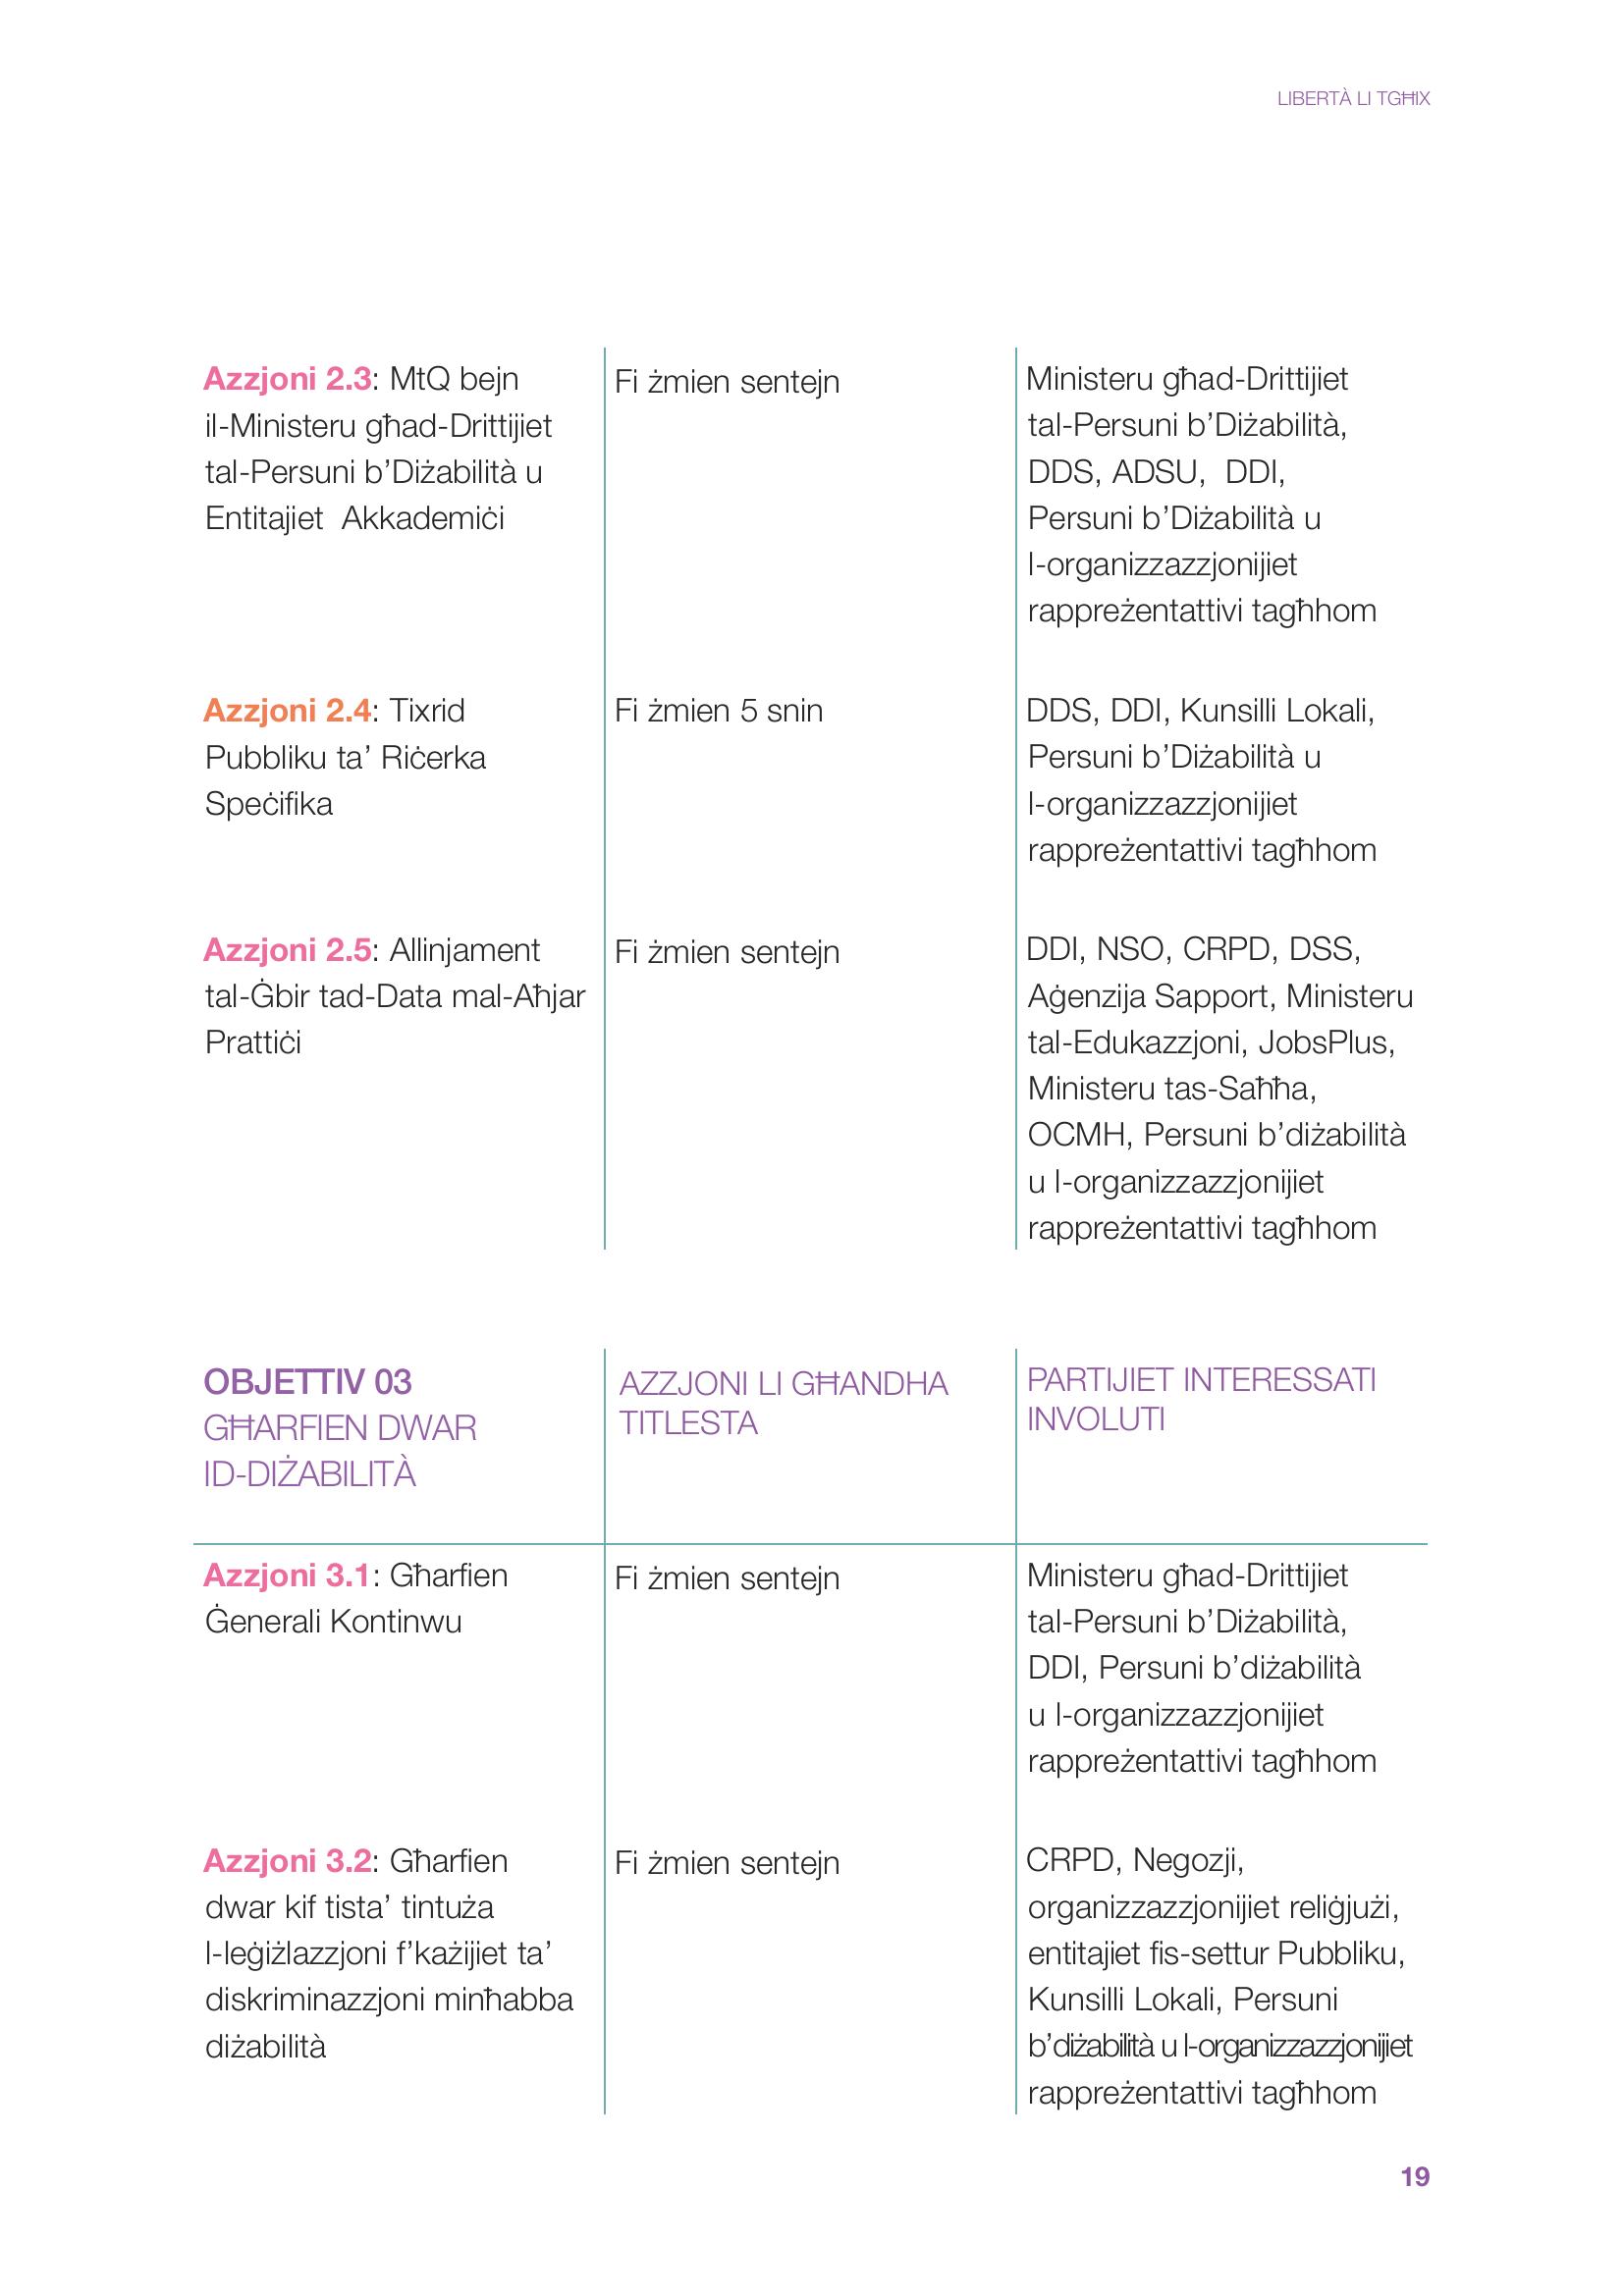 LIBERTÀ LI TGĦIX
Azzjoni 2.3: MtQ bejn
il-Ministeru għad-Drittijiet
tal-Persuni b’Diżabilità u
Entitajiet  Akkademiċi
Fi żmien sentejn
Ministeru għad-Drittijiet
tal-Persuni b’Diżabilità,
DDS, ADSU,  DDI,
Persuni b’Diżabilità u
l-organizzazzjonijiet
rappreżentattivi tagħhom
Azzjoni 2.4: Tixrid
Pubbliku ta’ Riċerka
Speċifika
Fi żmien 5 snin
DDS, DDI, Kunsilli Lokali,
Persuni b’Diżabilità u
l-organizzazzjonijiet
rappreżentattivi tagħhom
Azzjoni 2.5: Allinjament
tal-Ġbir tad-Data mal-Aħjar
Prattiċi
Fi żmien sentejn
DDI, NSO, CRPD, DSS,
Aġenzija Sapport, Ministeru
tal-Edukazzjoni, JobsPlus,
Ministeru tas-Saħħa,
OCMH, Persuni b’diżabilità
u l-organizzazzjonijiet
rappreżentattivi tagħhom
OBJETTIV 03
GĦARFIEN DWAR
ID-DIŻABILITÀ
AZZJONI LI GĦANDHA
TITLESTA
PARTIJIET INTERESSATI
INVOLUTI
Azzjoni 3.1: Għarfien
Ġenerali Kontinwu
Fi żmien sentejn
Ministeru għad-Drittijiet
tal-Persuni b’Diżabilità,
DDI, Persuni b’diżabilità
u l-organizzazzjonijiet
rappreżentattivi tagħhom
Azzjoni 3.2: Għarfien
dwar kif tista’ tintuża
l-leġiżlazzjoni f’każijiet ta’
diskriminazzjoni minħabba
diżabilità
Fi żmien sentejn
CRPD, Negozji,
organizzazzjonijiet reliġjużi,
entitajiet fis-settur Pubbliku,
Kunsilli Lokali, Persuni
b’diżabilità u l-organizzazzjonijiet
rappreżentattivi tagħhom
19